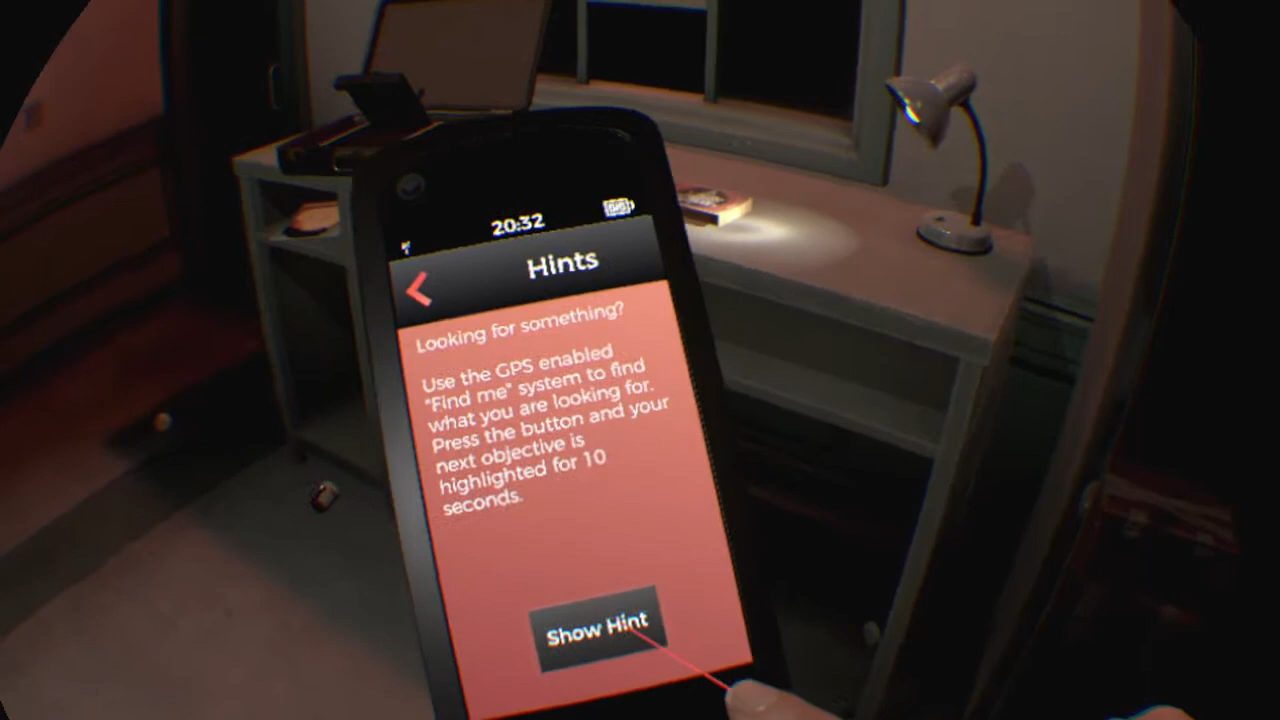 20:32
Hints
Looking for something?
Use the GPS enabled
"Find me" system to find
what you are looking for.
Press the button and your
next objective is
highlighted for 10
seconds.
Show Hint